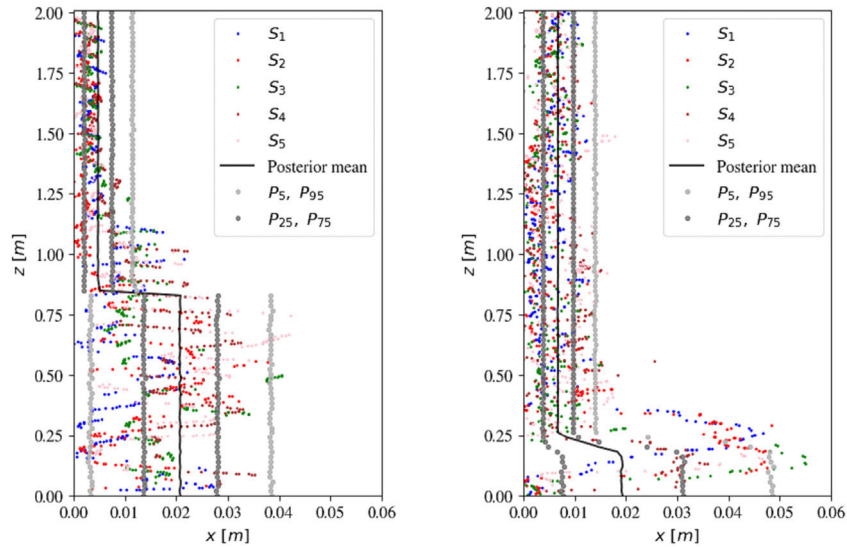 2.00
1.75
1.50
1.25
1.00
0.75
0.50
0.25
0.00
z [m]
0.00 0.01 0.02 0.03 0.04 0.05 0.06
x [m]
S1
S2
S3
S4
S5
Posterior mean
P5, P95
P25, P75
2.00
1.75
1.50
1.25
1.00
0.75
0.50
0.25
0.00
z [m]
0.00 0.01 0.02 0.03 0.04 0.05 0.06
x [m]
S1
S2
S3
S4
S5
Posterior mean
P5, P95
P25, P75